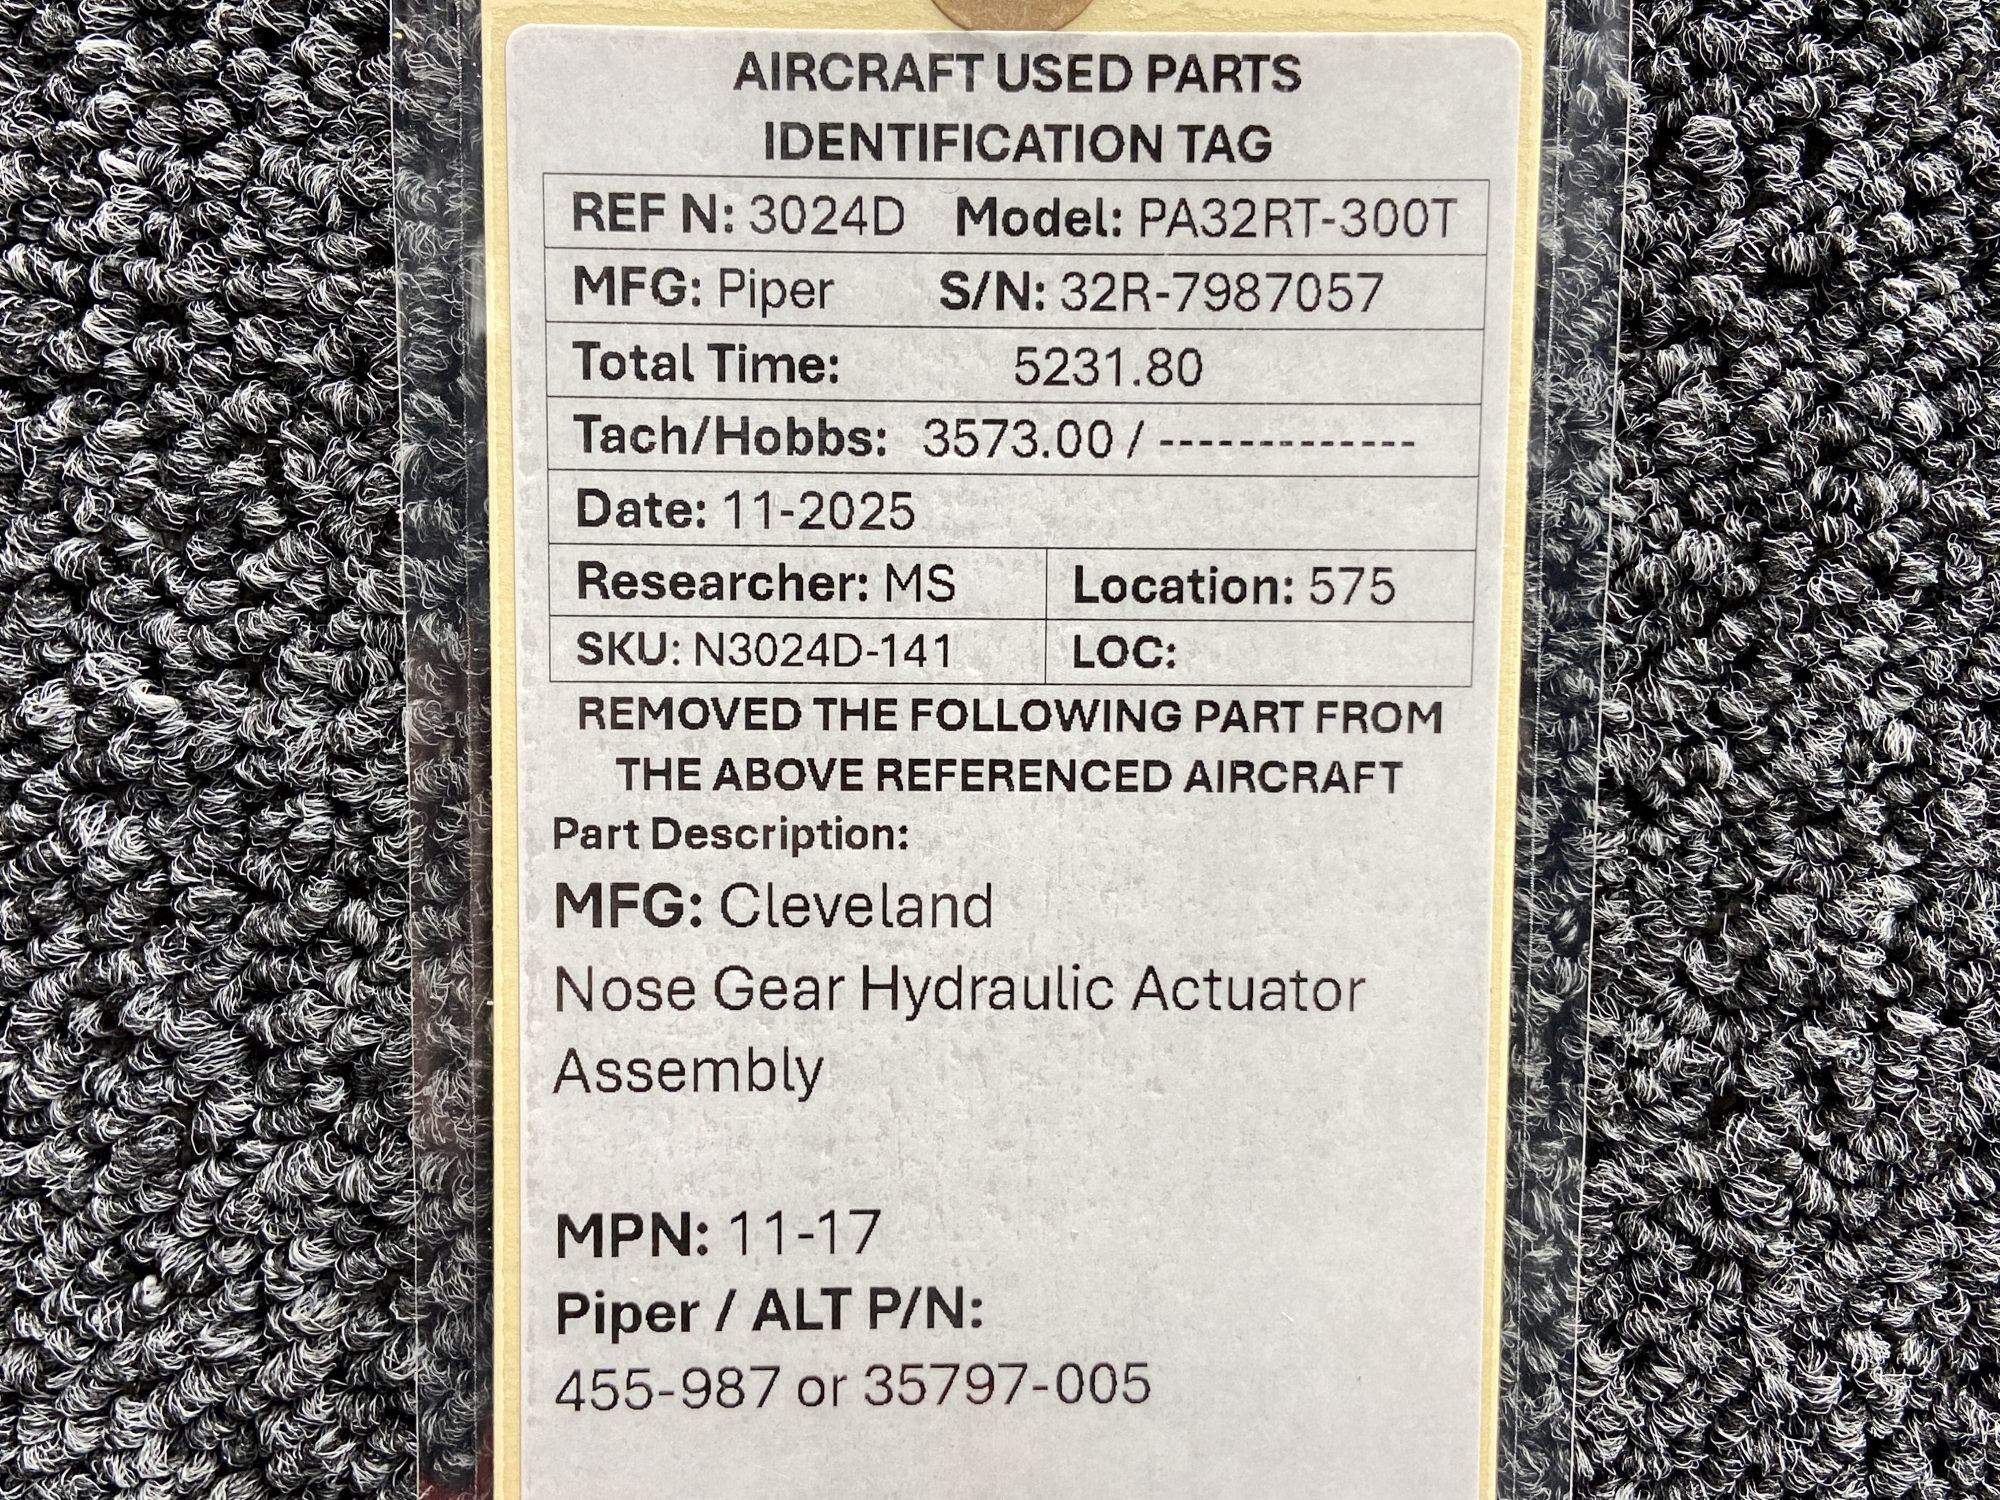 AIRCRAFT USED PARTS
IDENTIFICATION TAG
REF N: 3024D Model: PA32RT-300T
MFG: Piper S/N: 32R-7987057
Total Time: 5231.80
Tach/Hobbs: 3573.00 / -------------
Date: 11-2025
Researcher: MS Location: 575
SKU: N3024D-141 LOC:
REMOVED THE FOLLOWING PART FROM
THE ABOVE REFERENCED AIRCRAFT
Part Description:
MFG: Cleveland
Nose Gear Hydraulic Actuator
Assembly
MPN: 11-17
Piper / ALT P/N:
455-987 or 35797-005